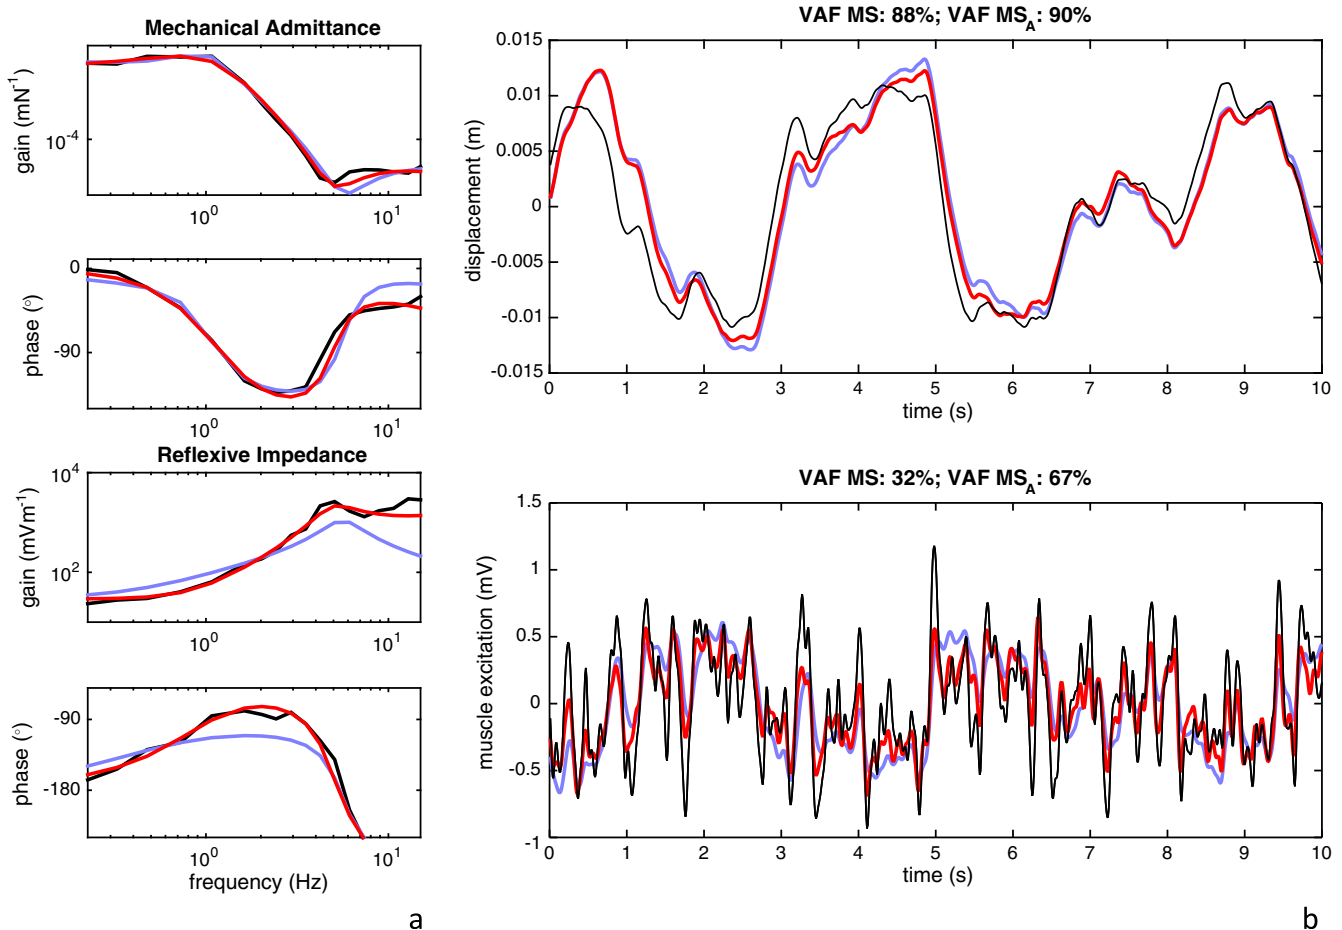 Mechanical Admittance
gain (mN⁻¹)
10⁻⁴
10⁰ 10¹
phase (°)
0
-90
10⁰ 10¹
Reflexive Impedance
gain (mVm⁻¹)
10⁴
10²
10⁰ 10¹
phase (°)
-90
-180
10⁰ 10¹
frequency (Hz)
a
VAF MS: 88%; VAF MS_A: 90%
displacement (m)
0.015
0.010
0.005
0
-0.005
-0.01
-0.015
0 1 2 3 4 5 6 7 8 9 10
time (s)
VAF MS: 32%; VAF MS_A: 67%
muscle excitation (mV)
1.5
1
0.5
0
-0.5
-1
0 1 2 3 4 5 6 7 8 9 10
time (s)
b